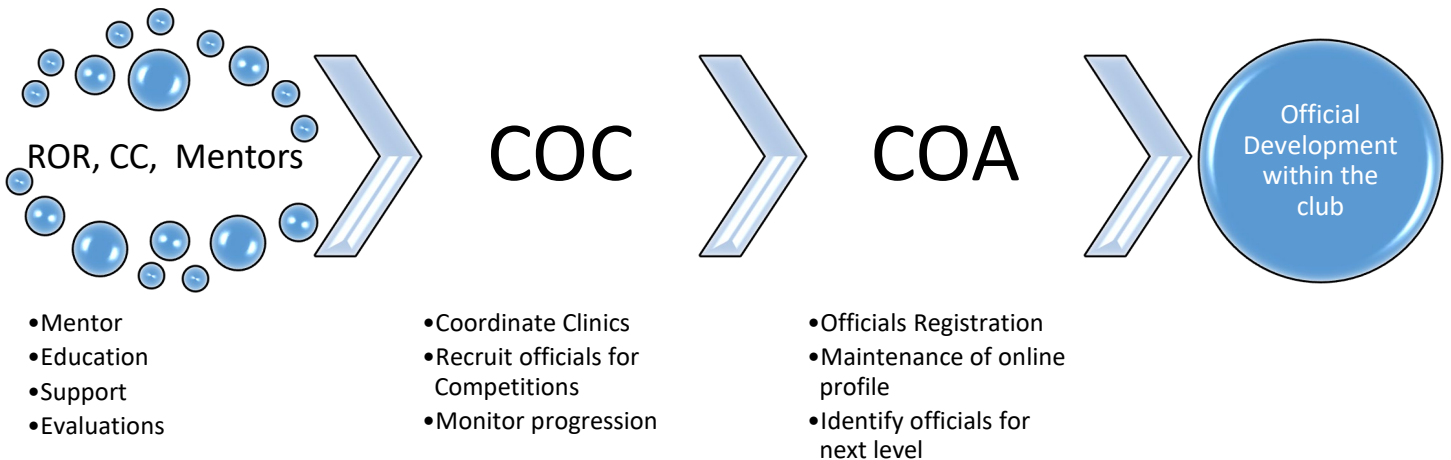 ROR, CC, Mentors
COC
COA
Official
Development
within the
club
•Mentor
•Education
•Support
•Evaluations
•Coordinate Clinics
•Recruit officials for
Competitions
•Monitor progression
•Officials Registration
•Maintenance of online
profile
•Identify officials for
next level